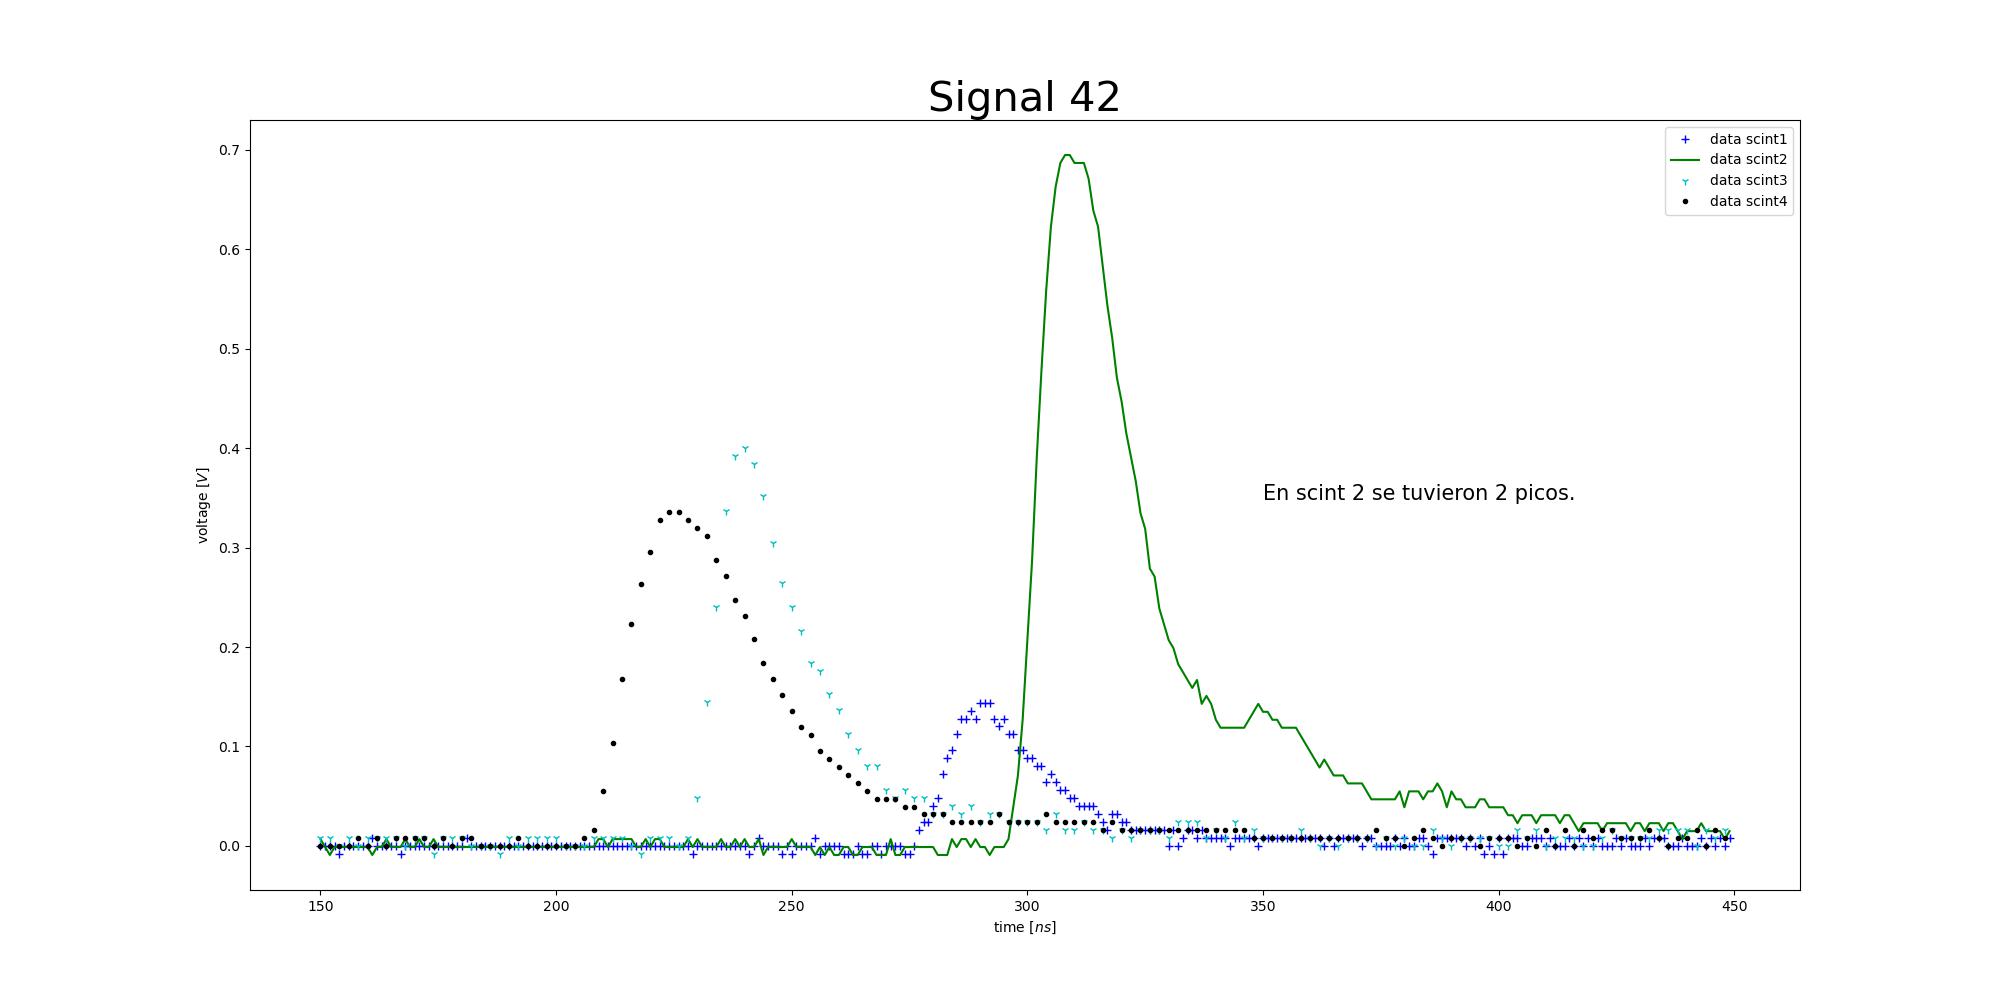 Signal 42
data scint1
data scint2
data scint3
data scint4
0.7
0.6
0.5
0.4
0.3
0.2
0.1
0.0
voltage [V]
En scint 2 se tuvieron 2 picos.
150 200 250 300 350 400 450
time [ns]